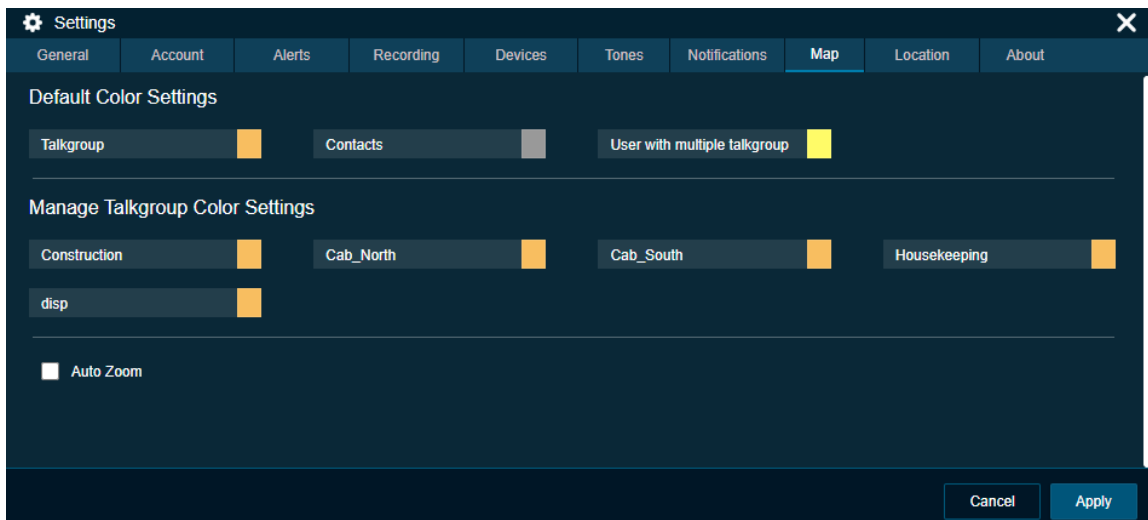 Settings
General Account Alerts Recording Devices Tones Notifications Map Location About
Default Color Settings
Talkgroup Contacts User with multiple talkgroup
Manage Talkgroup Color Settings
Construction Cab_North Cab_South Housekeeping
disp
Auto Zoom
Cancel Apply